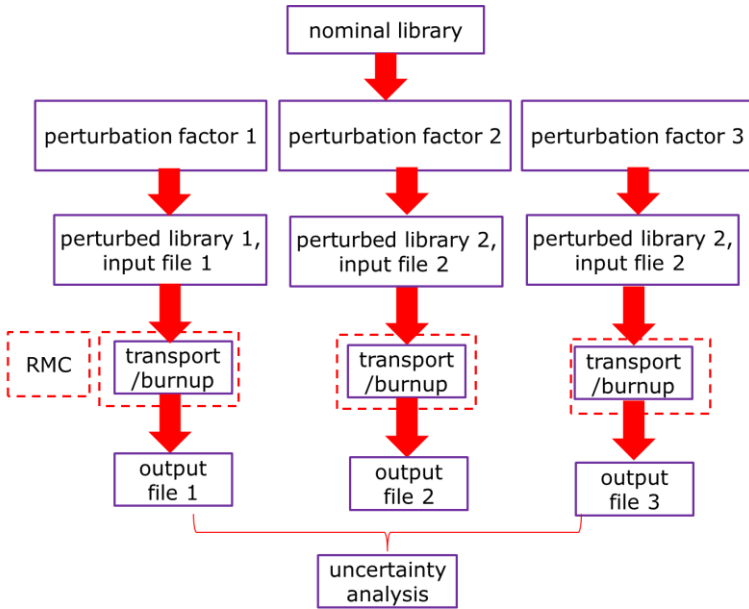 nominal library
perturbation factor 1
perturbation factor 2
perturbation factor 3
perturbed library 1,
input file 1
perturbed library 2,
input file 2
perturbed library 2,
input flie 2
RMC
transport
/burnup
transport
/burnup
transport
/burnup
output
file 1
output
file 2
output
file 3
uncertainty
analysis